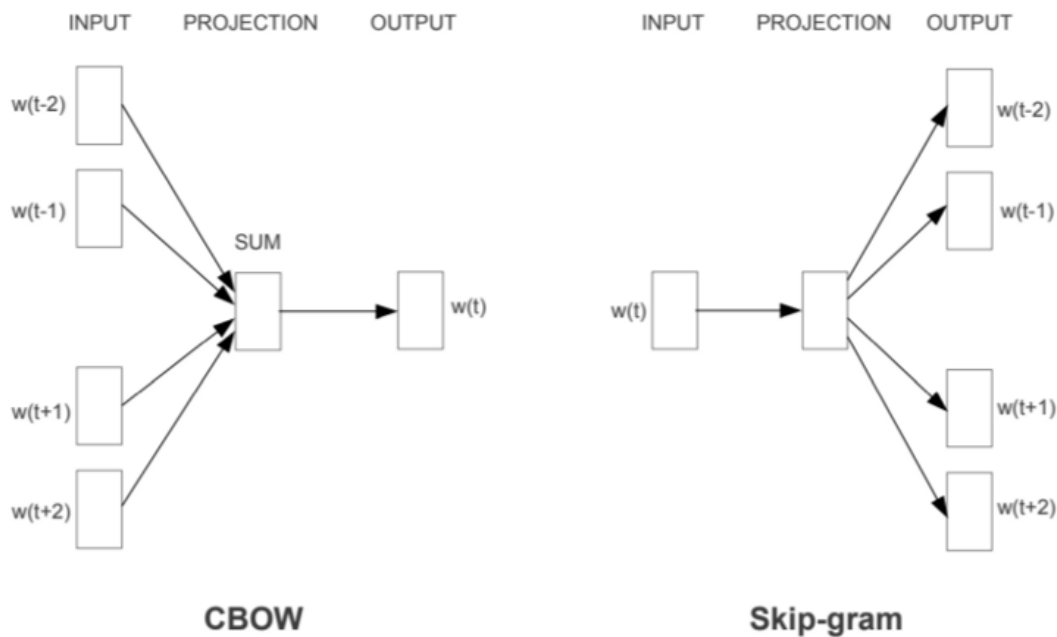 INPUT PROJECTION OUTPUT
w(t-2)
w(t-1)
SUM
w(t)
w(t+1)
w(t+2)
CBOW
INPUT PROJECTION OUTPUT
w(t-2)
w(t-1)
w(t)
w(t+1)
w(t+2)
Skip-gram